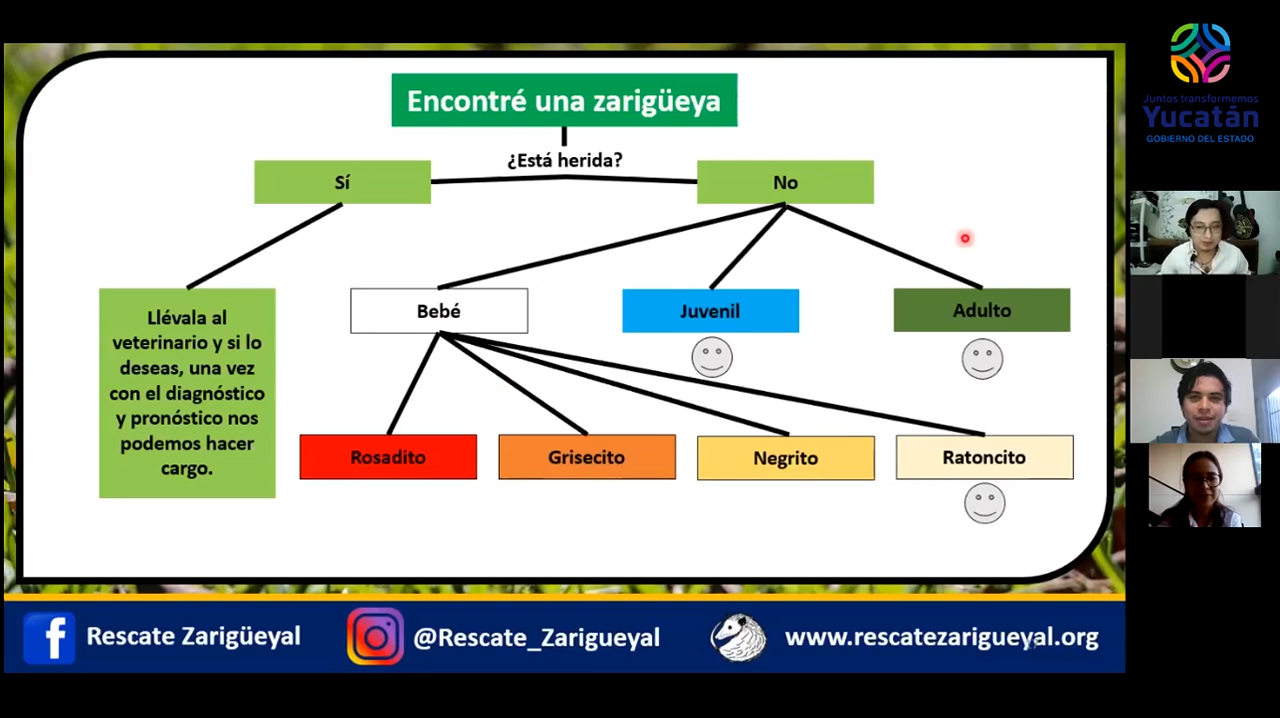 Encontré una zarigüeya
¿Está herida?
Sí
No
Llévala al
veterinario y si lo
deseas, una vez
con el diagnóstico
y pronóstico nos
podemos hacer
cargo.
Bebé
Juvenil
Adulto
Rosadito
Grisecito
Negrito
Ratoncito
Rescate Zarigüeyal
@Rescate_Zarigueyal
www.rescatezarigueyal.org
Juntos transformemos
Yucatán
GOBIERNO DEL ESTADO